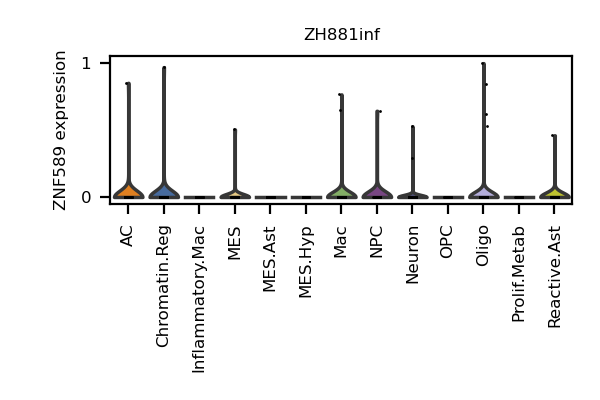 ZH881inf
ZNF589 expression
1
0
AC
Chromatin.Reg
Inflammatory.Mac
MES
MES.Ast
MES.Hyp
Mac
NPC
Neuron
OPC
Oligo
Prolif.Metab
Reactive.Ast